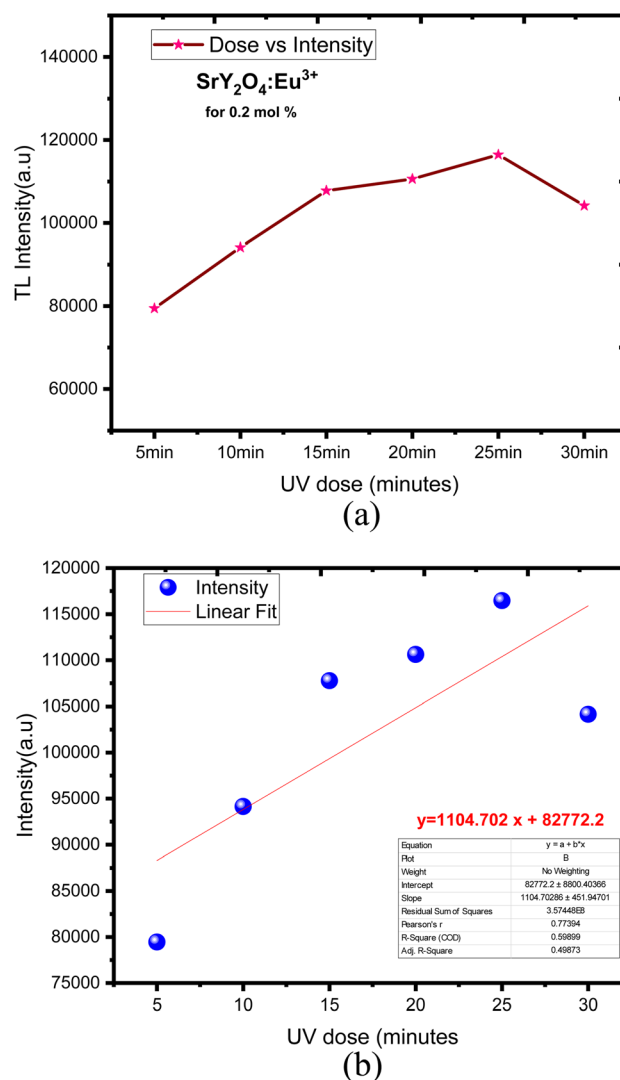 Dose vs Intensity
SrY₂O₄:Eu³⁺
for 0.2 mol %
140000
120000
100000
80000
60000
TL Intensity(a.u)
5min 10min 15min 20min 25min 30min
UV dose (minutes)
(a)
Intensity
Linear Fit
120000
115000
110000
105000
100000
95000
90000
85000
80000
75000
Intensity(a.u)
y=1104.702 x + 82772.2
Equation y = a + b*x
Plot B
Weight No Weighting
Intercept 82772.2 ± 8800.40366
Slope 1104.70286 ± 451.94701
Residual Sum of Squares 3.57448E8
Pearson's r 0.77394
R-Square (COD) 0.59899
Adj. R-Square 0.49873
5 10 15 20 25 30
UV dose (minutes
(b)